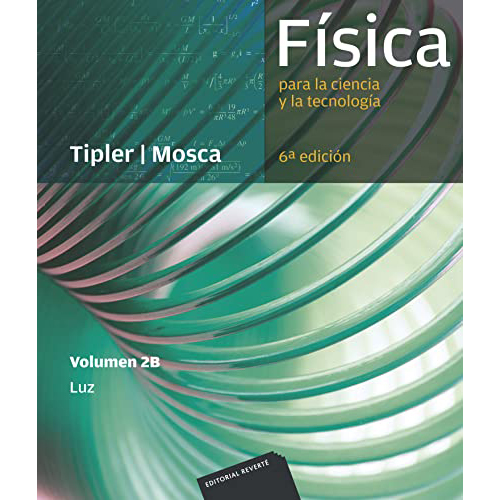 Física
para la ciencia
y la tecnología
6ª edición
Tipler | Mosca
Volumen 2B
Luz
EDITORIAL REVERTÉ